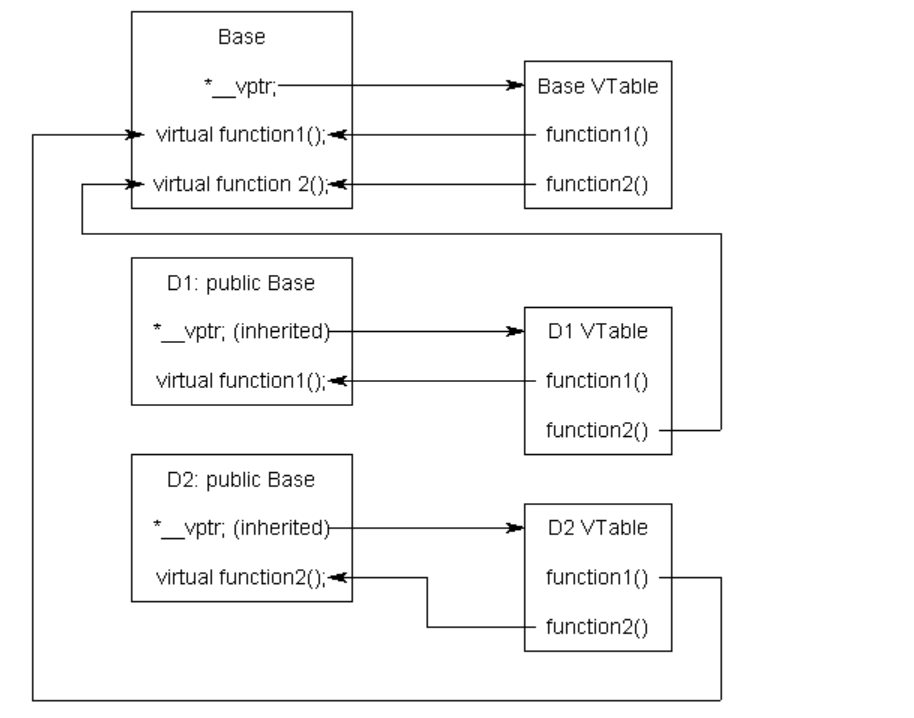 Base
*__vptr;
virtual function1();
virtual function 2();
Base VTable
function1()
function2()
D1: public Base
*__vptr; (inherited)
virtual function1();
D1 VTable
function1()
function2()
D2: public Base
*__vptr; (inherited)
virtual function2();
D2 VTable
function1()
function2()